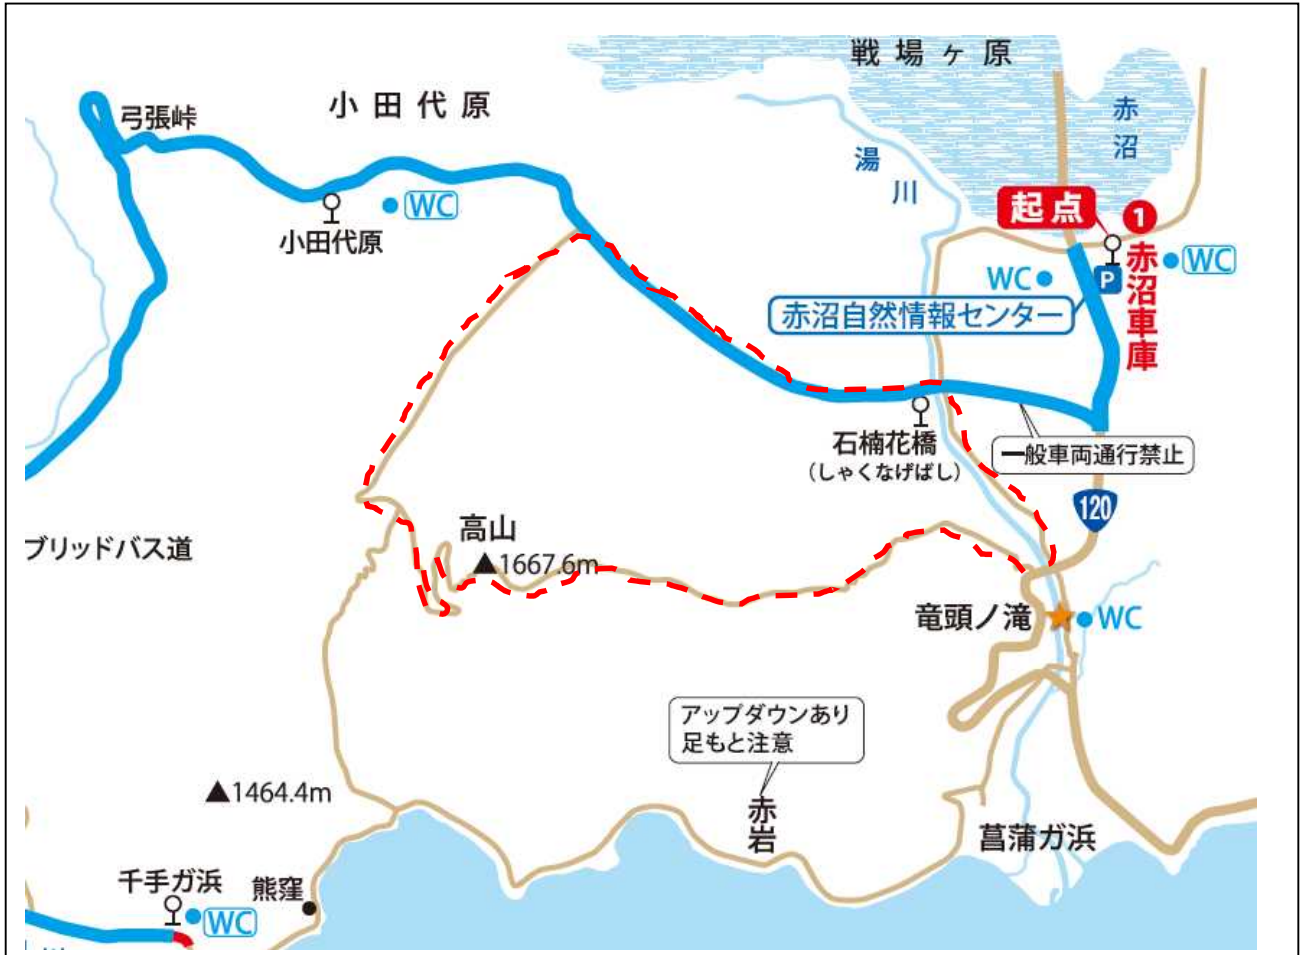 戦場ヶ原
小田代原
弓張峠
赤沼
湯川
WC
小田代原
起点
1
赤沼車庫
WC
WC
P
赤沼自然情報センター
石楠花橋
(しゃくなげばし)
一般車両通行禁止
120
高山
▲1667.6m
ブリッドバス道
竜頭ノ滝
WC
アップダウンあり
足もと注意
▲1464.4m
赤岩
菖蒲ガ浜
千手ガ浜
熊窪
WC